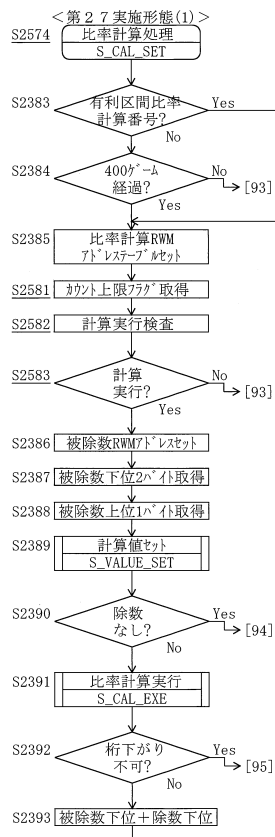 ＜第２７実施形態(1)＞
S2574 比率計算処理
S_CAL_SET
S2383 有利区間比率
計算番号？ Yes
No
S2384 400ｹﾞｰﾑ
経過？ No [93]
Yes
S2385 比率計算RWM
ｱﾄﾞﾚｽﾃｰﾌﾞﾙｾｯﾄ
S2581 ｶｳﾝﾄ上限ﾌﾗｸﾞ取得
S2582 計算実行検査
S2583 計算
実行？ No [93]
Yes
S2386 被除数RWMｱﾄﾞﾚｽｾｯﾄ
S2387 被除数下位2ﾊﾞｲﾄ取得
S2388 被除数上位1ﾊﾞｲﾄ取得
S2389 計算値セット
S_VALUE_SET
S2390 除数
なし？ Yes [94]
No
S2391 比率計算実行
S_CAL_EXE
S2392 桁下がり
不可？ Yes [95]
No
S2393 被除数下位＋除数下位